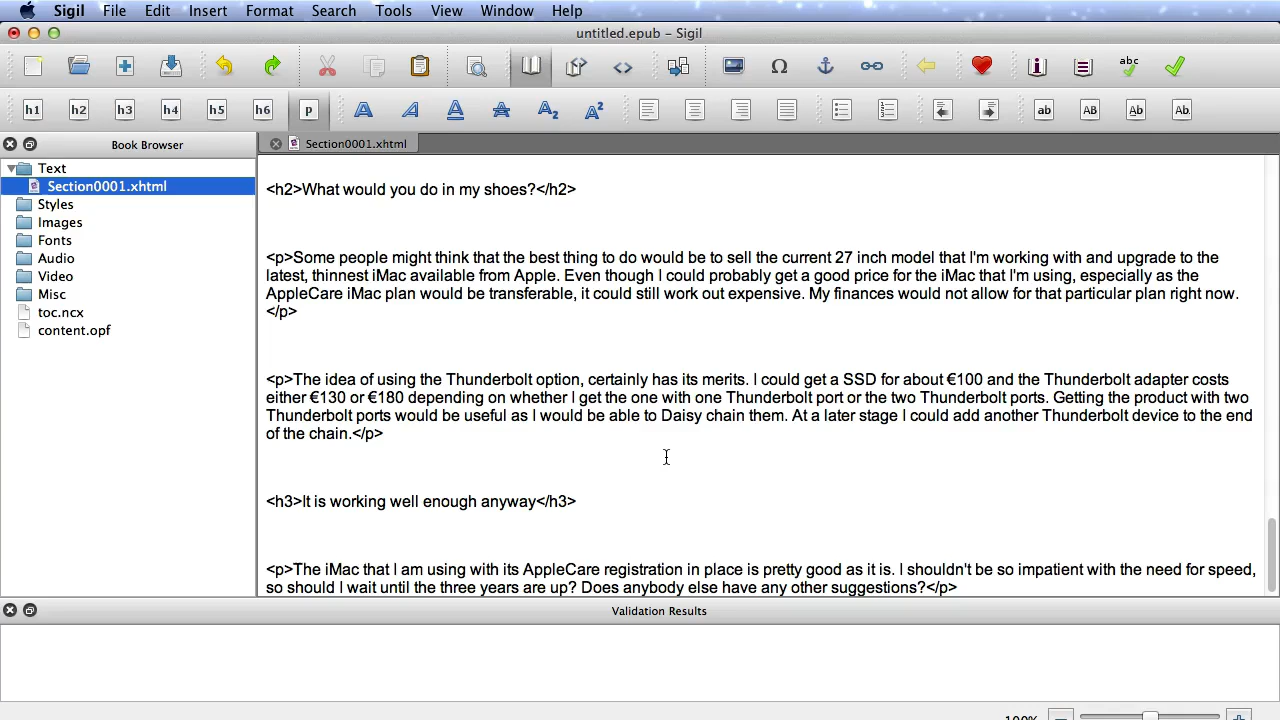 Sigil File Edit Insert Format Search Tools View Window Help
untitled.epub – Sigil
h1 h2 h3 h4 h5 h6 p A A A A A2 A2 ab AB Ab Ab
abc
Book Browser
Section0001.xhtml
Text
Section0001.xhtml
Styles
Images
Fonts
Audio
Video
Misc
toc.ncx
content.opf
<h2>What would you do in my shoes?</h2>
<p>Some people might think that the best thing to do would be to sell the current 27 inch model that I'm working with and upgrade to the
latest, thinnest iMac available from Apple. Even though I could probably get a good price for the iMac that I'm using, especially as the
AppleCare iMac plan would be transferable, it could still work out expensive. My finances would not allow for that particular plan right now.
</p>
<p>The idea of using the Thunderbolt option, certainly has its merits. I could get a SSD for about €100 and the Thunderbolt adapter costs
either €130 or €180 depending on whether I get the one with one Thunderbolt port or the two Thunderbolt ports. Getting the product with two
Thunderbolt ports would be useful as I would be able to Daisy chain them. At a later stage I could add another Thunderbolt device to the end
of the chain.</p>
<h3>It is working well enough anyway</h3>
<p>The iMac that I am using with its AppleCare registration in place is pretty good as it is. I shouldn't be so impatient with the need for speed,
so should I wait until the three years are up? Does anybody else have any other suggestions?</p>
Validation Results
100%